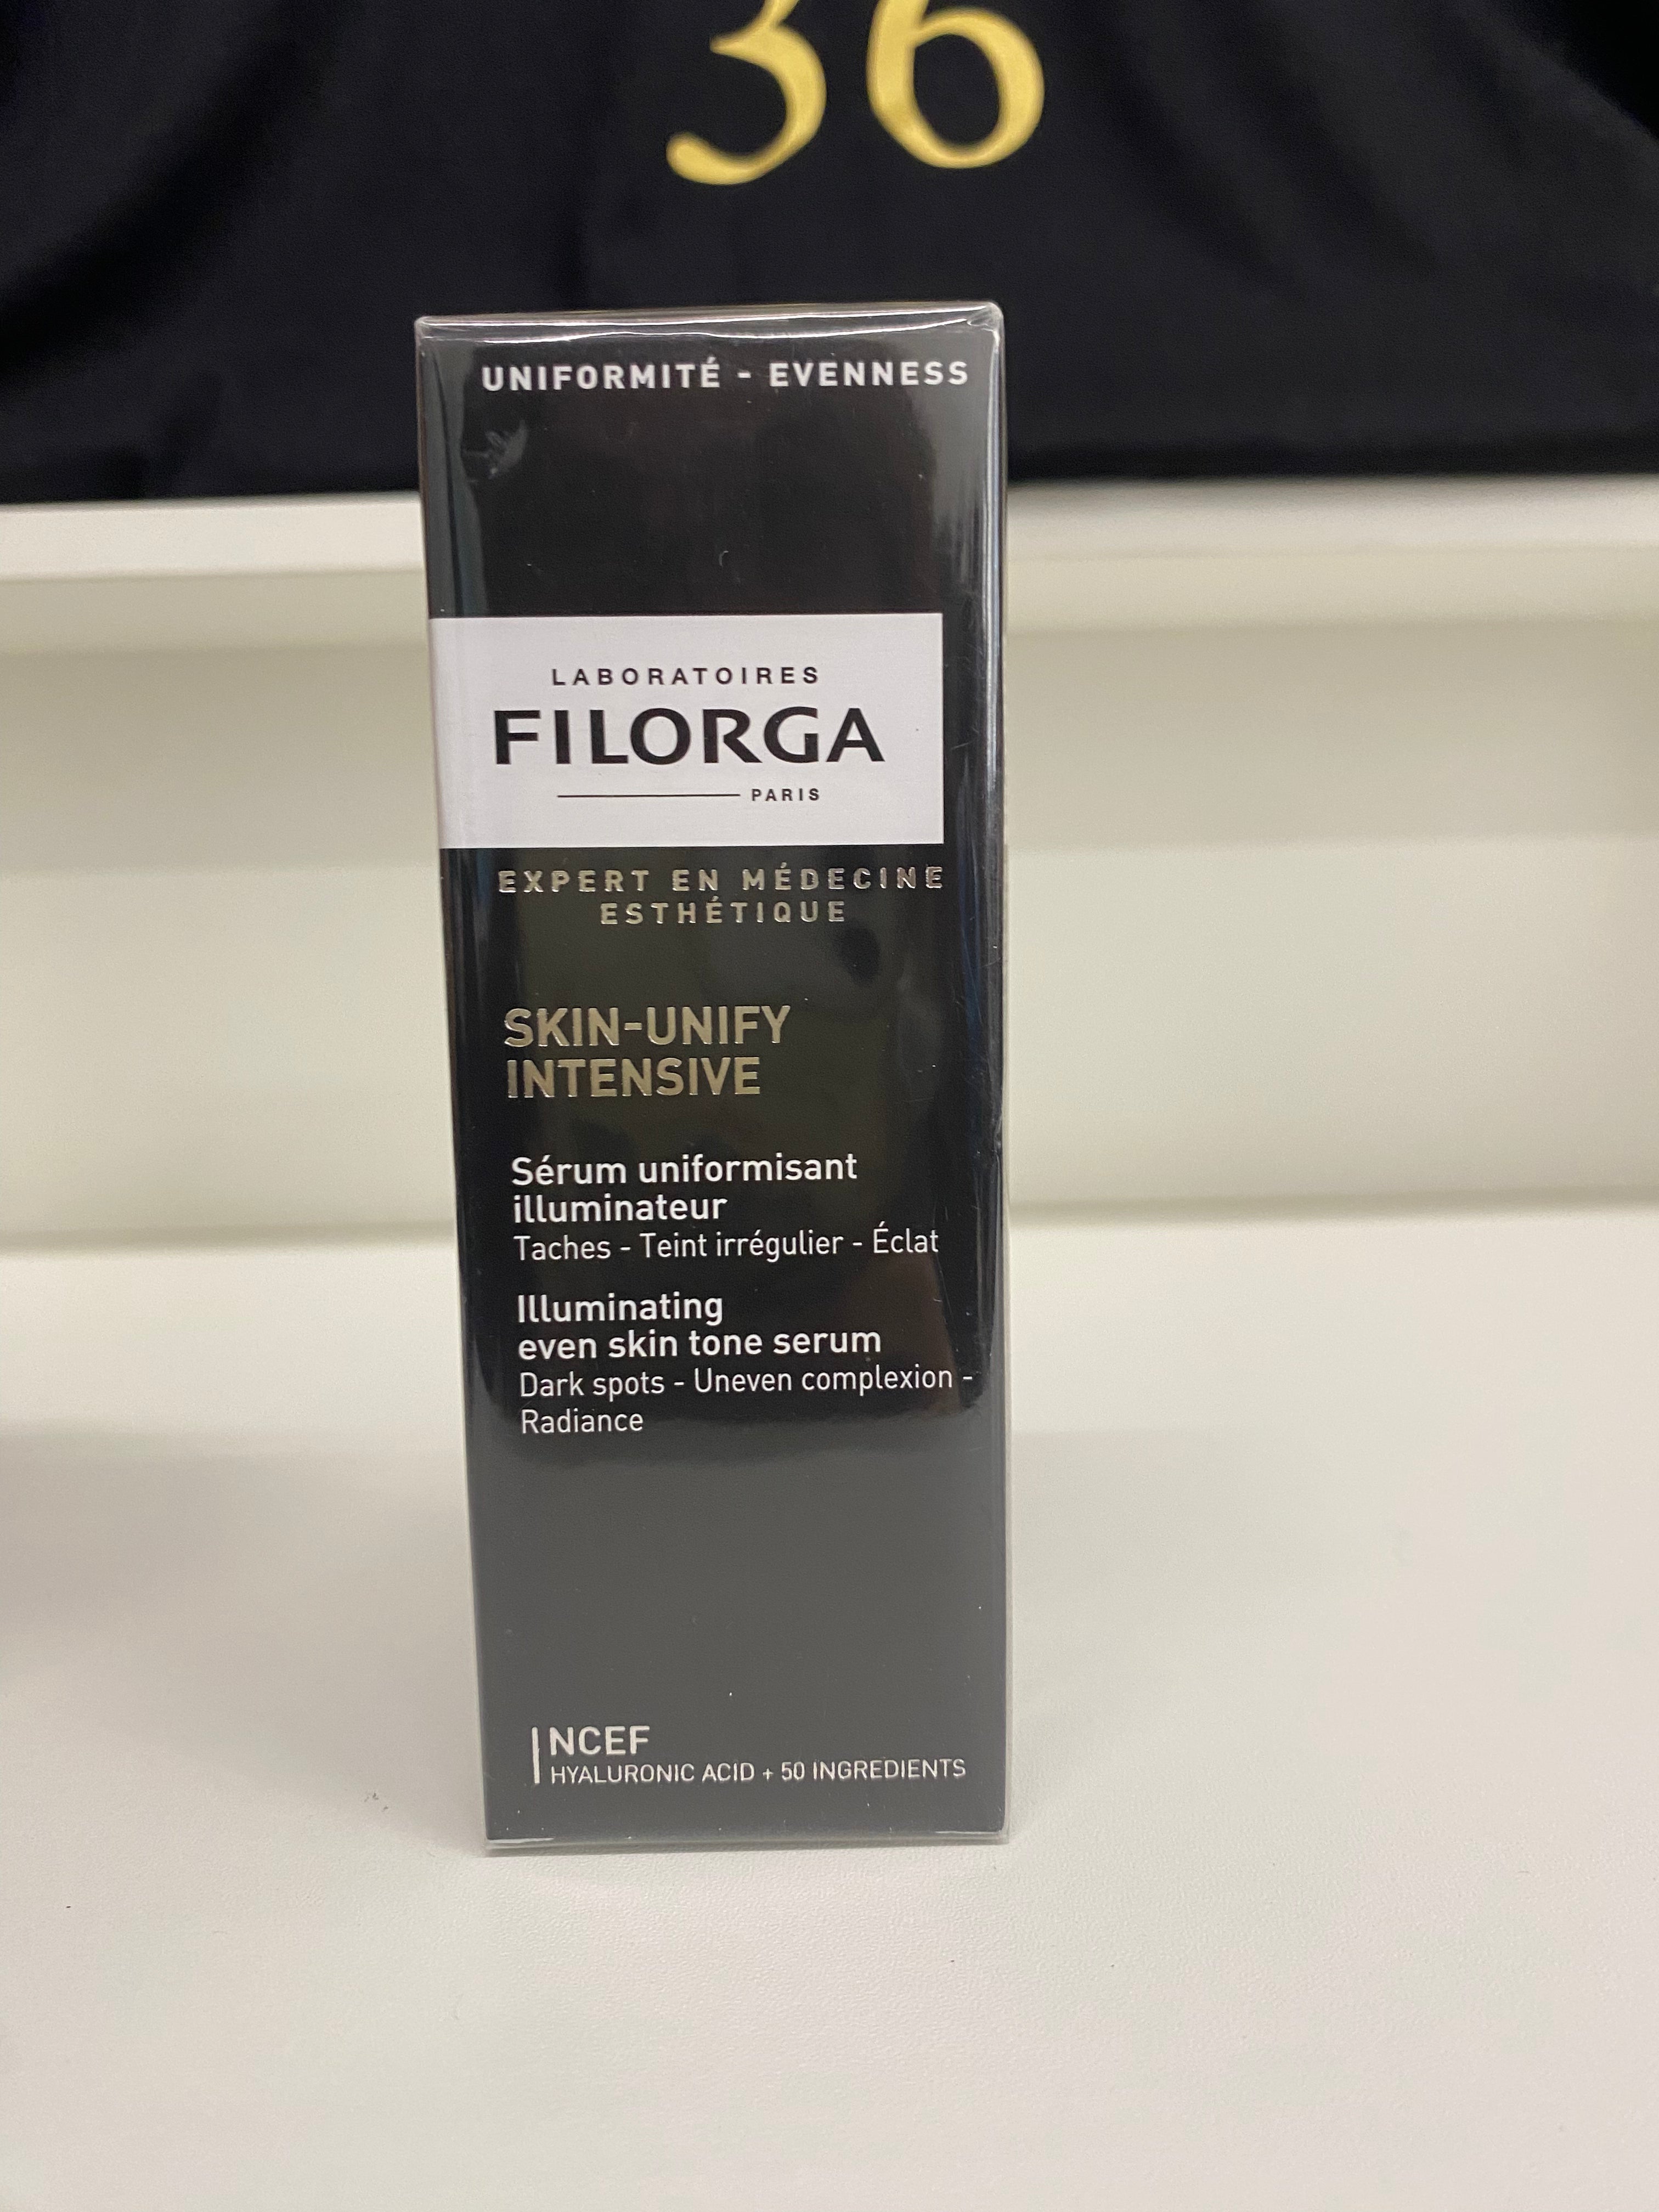 36
UNIFORMITÉ - EVENNESS
LABORATOIRES
FILORGA
PARIS
EXPERT EN MÉDECINE
ESTHÉTIQUE
SKIN-UNIFY
INTENSIVE
Sérum uniformisant
illuminateur
Taches - Teint irrégulier - Éclat
Illuminating
even skin tone serum
Dark spots - Uneven complexion -
Radiance
NCEF
HYALURONIC ACID + 50 INGREDIENTS